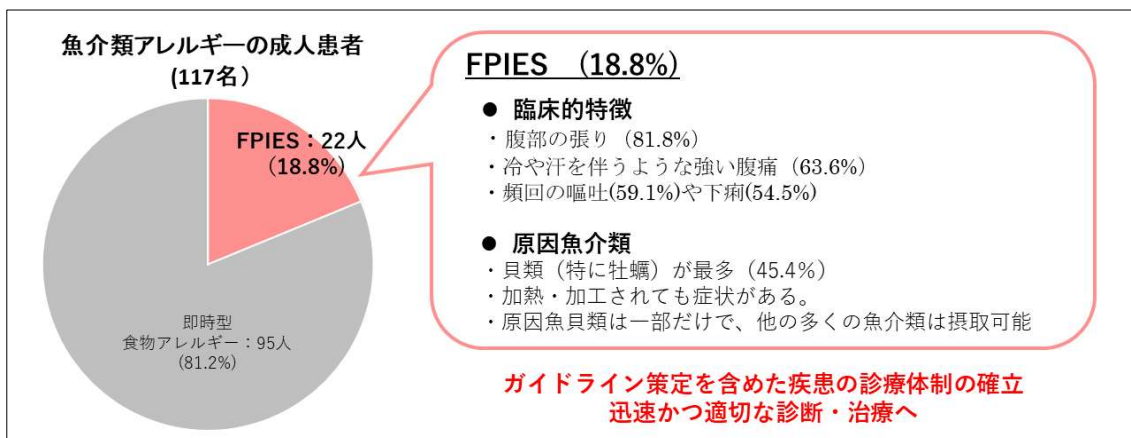 魚介類アレルギーの成人患者
(117名）
FPIES：22人
（18.8%）
即時型
食物アレルギー：95人
(81.2%)
FPIES （18.8%）
● 臨床的特徴
・腹部の張り（81.8%）
・冷や汗を伴うような強い腹痛（63.6%）
・頻回の嘔吐(59.1%)や下痢(54.5%)
● 原因魚介類
・貝類（特に牡蠣）が最多（45.4％）
・加熱・加工されても症状がある。
・原因魚貝類は一部だけで、他の多くの魚介類は摂取可能
ガイドライン策定を含めた疾患の診療体制の確立
迅速かつ適切な診断・治療へ